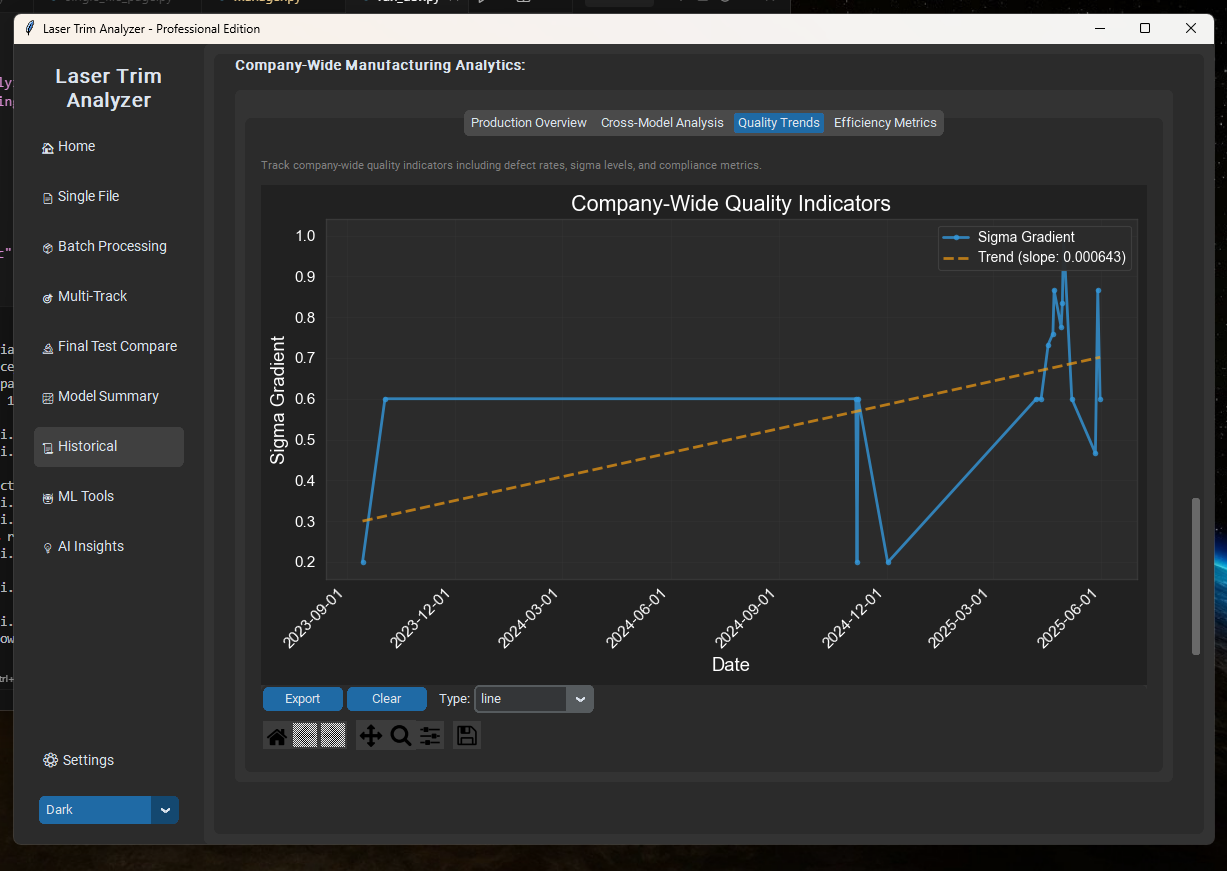 Laser Trim Analyzer - Professional Edition
Laser Trim
Analyzer
Home
Single File
Batch Processing
Multi-Track
Final Test Compare
Model Summary
Historical
ML Tools
AI Insights
Settings
Dark
Company-Wide Manufacturing Analytics:
Production Overview
Cross-Model Analysis
Quality Trends
Efficiency Metrics
Track company-wide quality indicators including defect rates, sigma levels, and compliance metrics.
Company-Wide Quality Indicators
Sigma Gradient
Trend (slope: 0.000643)
Sigma Gradient
1.0
0.9
0.8
0.7
0.6
0.5
0.4
0.3
0.2
2023-09-01
2023-12-01
2024-03-01
2024-06-01
2024-09-01
2024-12-01
2025-03-01
2025-06-01
Date
Export
Clear
Type:
line